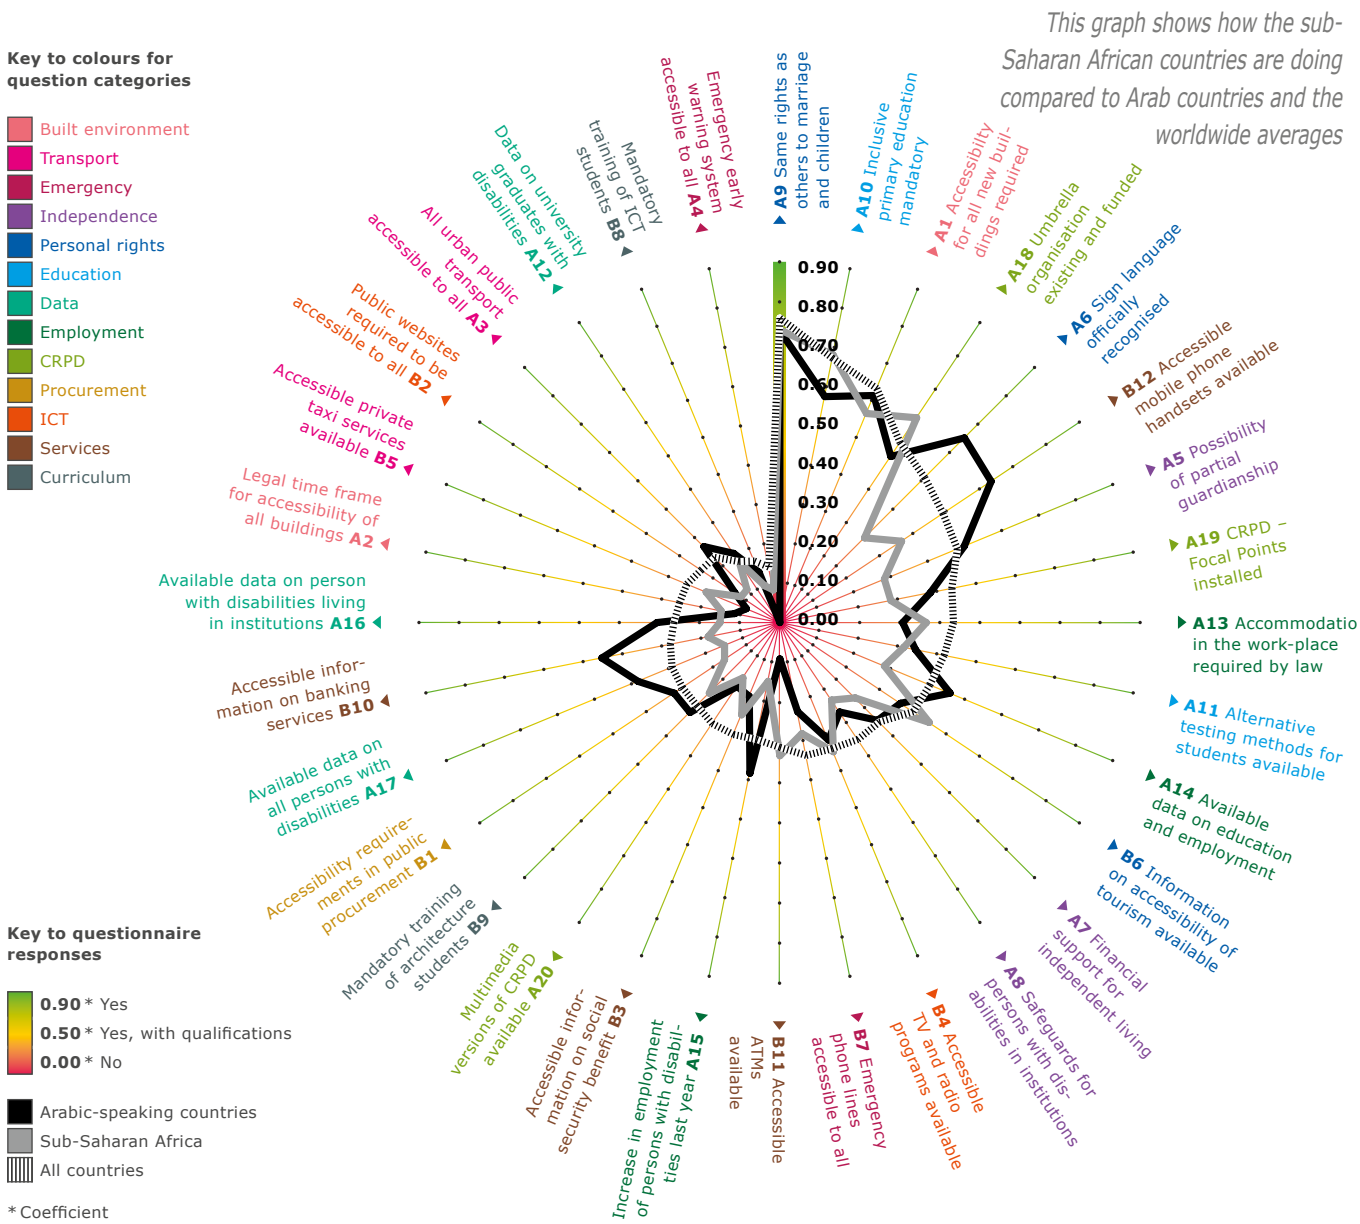 This graph shows how the sub-
Saharan African countries are doing
compared to Arab countries and the
worldwide averages
Key to colours for
question categories
Built environment
Transport
Emergency
Independence
Personal rights
Education
Data
Employment
CRPD
Procurement
ICT
Services
Curriculum
A9 Same rights as
others to marriage
and children
A10 Inclusive
primary education
mandatory
A1 Accessibilty
for all new buil-
dings required
A18 Umbrella
organisation
existing and funded
A6 Sign language
officially
recognised
B12 Accessible
mobile phone
handsets available
A5 Possibility
of partial
guardianship
A19 CRPD –
Focal Points
installed
A13 Accommodatio
in the work-place
required by law
A11 Alternative
testing methods for
students available
A14 Available
data on education
and employment
B6 Information
on accessibility of
tourism available
A7 Financial
support for
independent living
A8 Safeguards for
persons with dis-
abilities in institutions
B4 Accessible
TV and radio
programs available
B7 Emergency
phone lines
accessible to all
B11 Accessible
ATMs
available
Increase in employment
of persons with disabil-
ties last year A15
Accessible infor-
mation on social
security benefit B3
Multimedia
versions of CRPD
available A20
Mandatory training
of architecture
students B9
Accessibility require-
ments in public
procurement B1
Available data on
all persons with
disabilities A17
Accessible infor-
mation on banking
services B10
Available data on person
with disabilities living
in institutions A16
Legal time frame
for accessibility of
all buildings A2
Accessible private
taxi services
available B5
Public websites
required to be
accessible to all B2
All urban public
transport
accessible to all A3
Data on university
graduates with
disabilities A12
Mandatory
training of ICT
students B8
Emergency early
warning system
accessible to all A4
0.90
0.80
0.70
0.60
0.50
0.40
0.30
0.20
0.10
0.00
Key to questionnaire
responses
0.90 * Yes
0.50 * Yes, with qualifications
0.00 * No
Arabic-speaking countries
Sub-Saharan Africa
All countries
* Coefficient